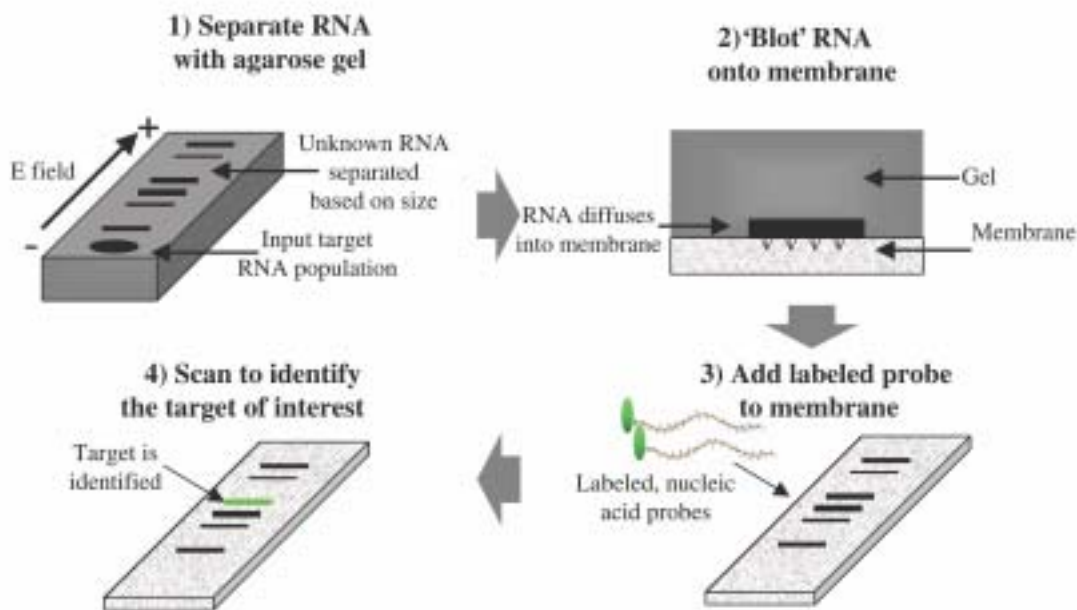 1) Separate RNA
with agarose gel
+
E field
-
Unknown RNA
separated
based on size
Input target
RNA population
2)'Blot' RNA
onto membrane
Gel
RNA diffuses
into membrane
Membrane
3) Add labeled probe
to membrane
Labeled, nucleic
acid probes
4) Scan to identify
the target of interest
Target is
identified